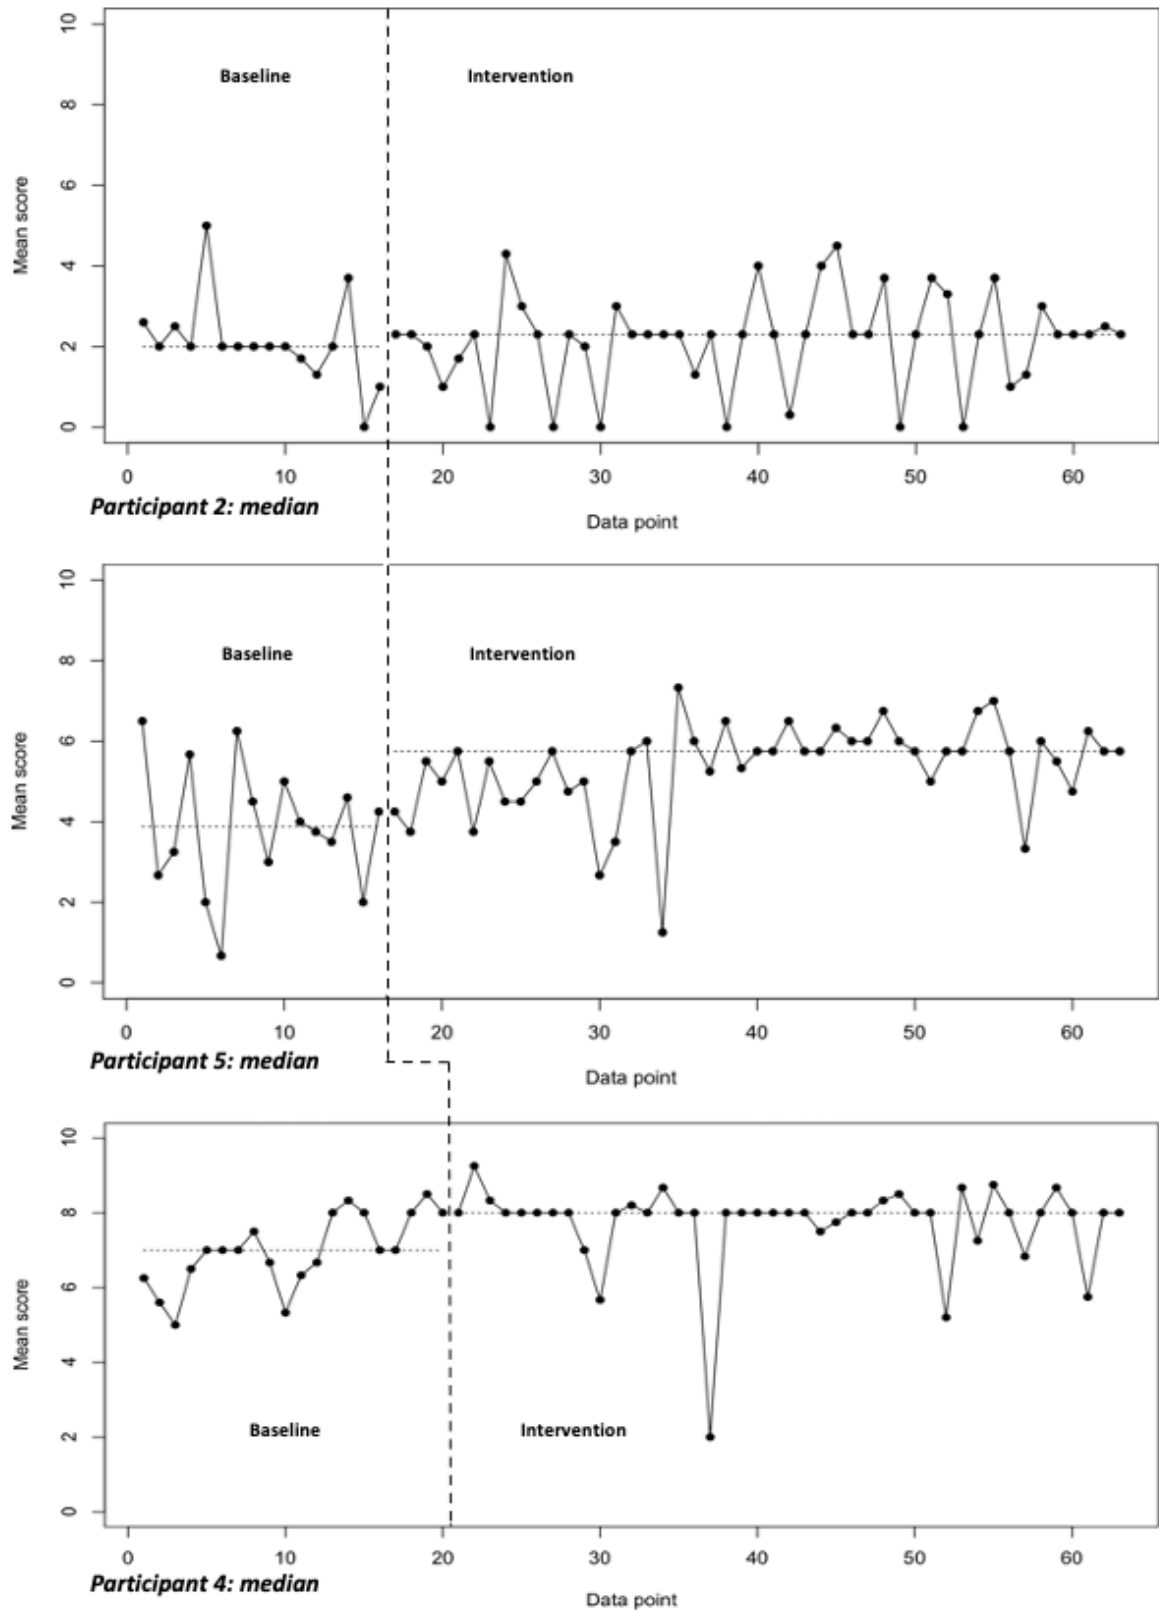 10
8
6
4
2
0
Mean score
Baseline Intervention
0 10 20 30 40 50 60
Participant 2: median
Data point
10
8
6
4
2
0
Mean score
Baseline Intervention
0 10 20 30 40 50 60
Participant 5: median
Data point
10
8
6
4
2
0
Mean score
Baseline Intervention
0 10 20 30 40 50 60
Participant 4: median
Data point